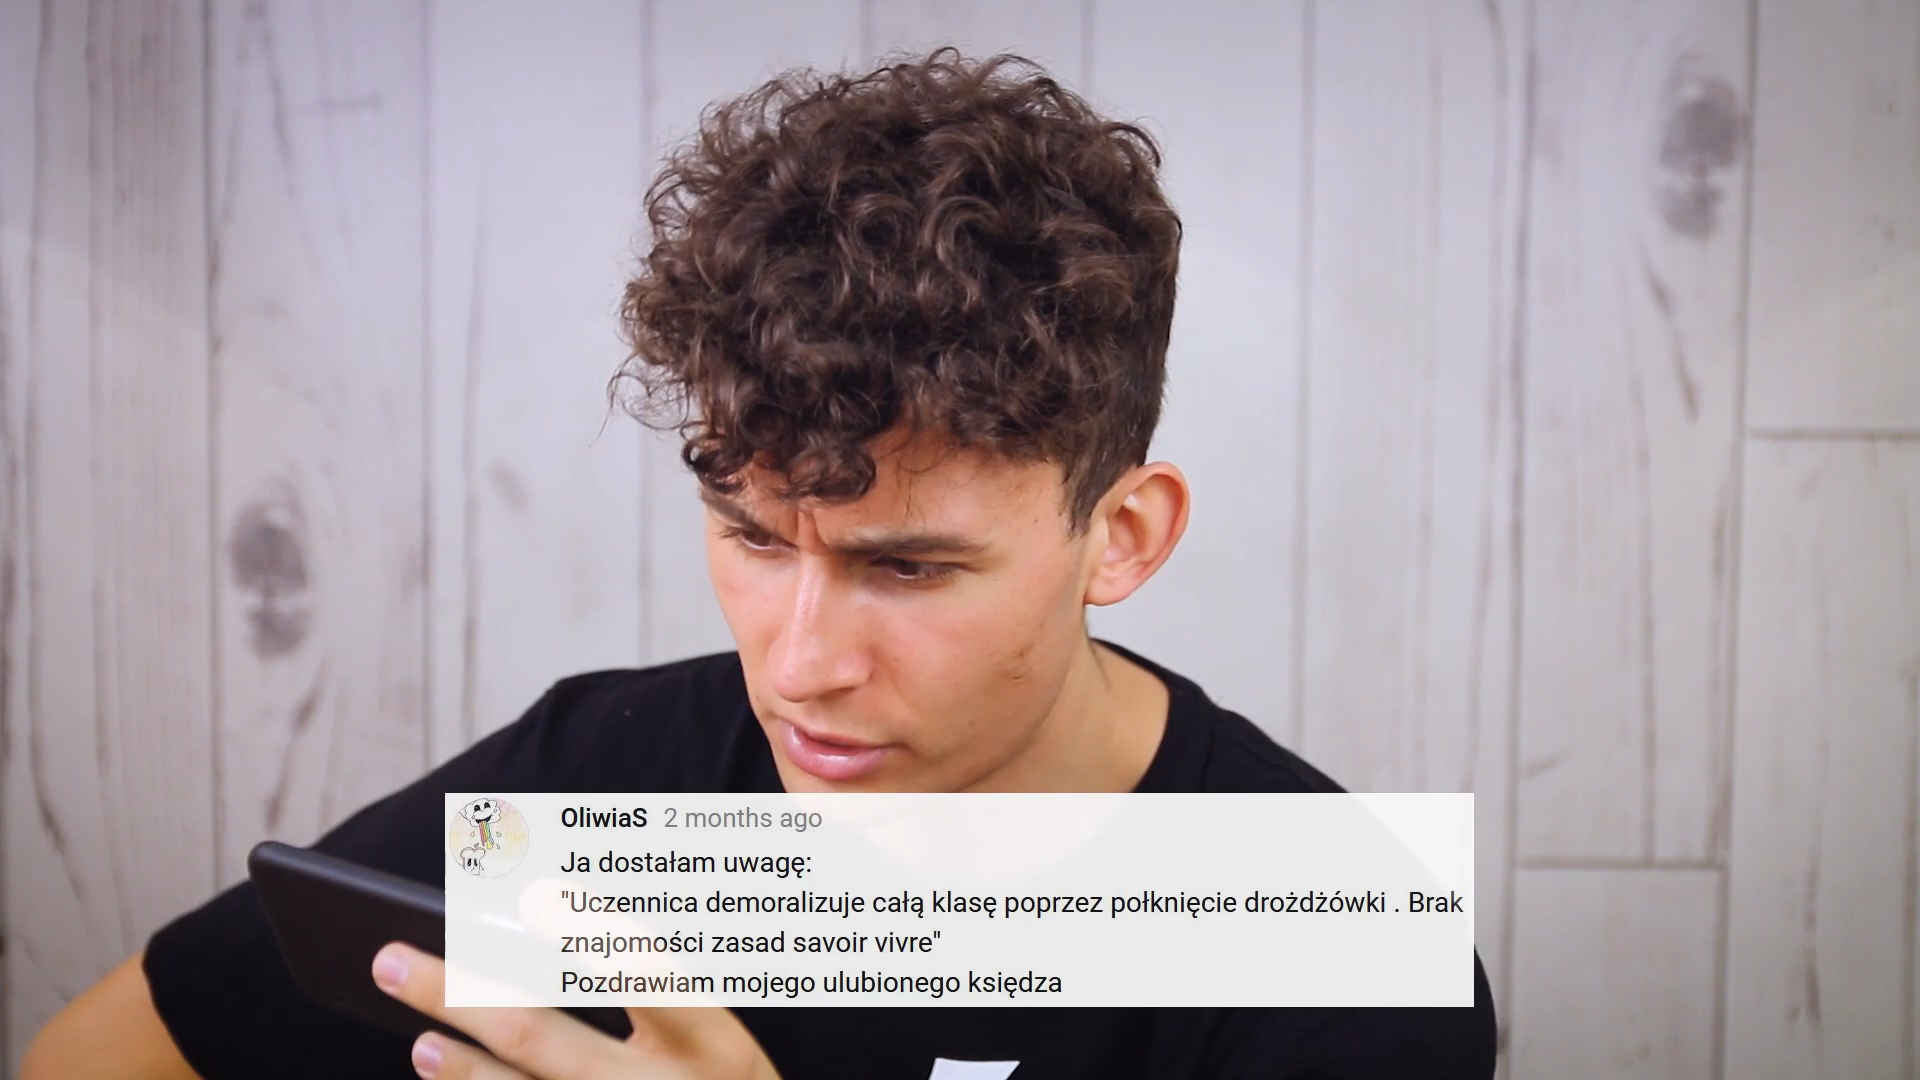 OliwiaS 2 months ago
Ja dostałam uwagę:
"Uczennica demoralizuje całą klasę poprzez połknięcie drożdżówki . Brak
znajomości zasad savoir vivre"
Pozdrawiam mojego ulubionego księdza